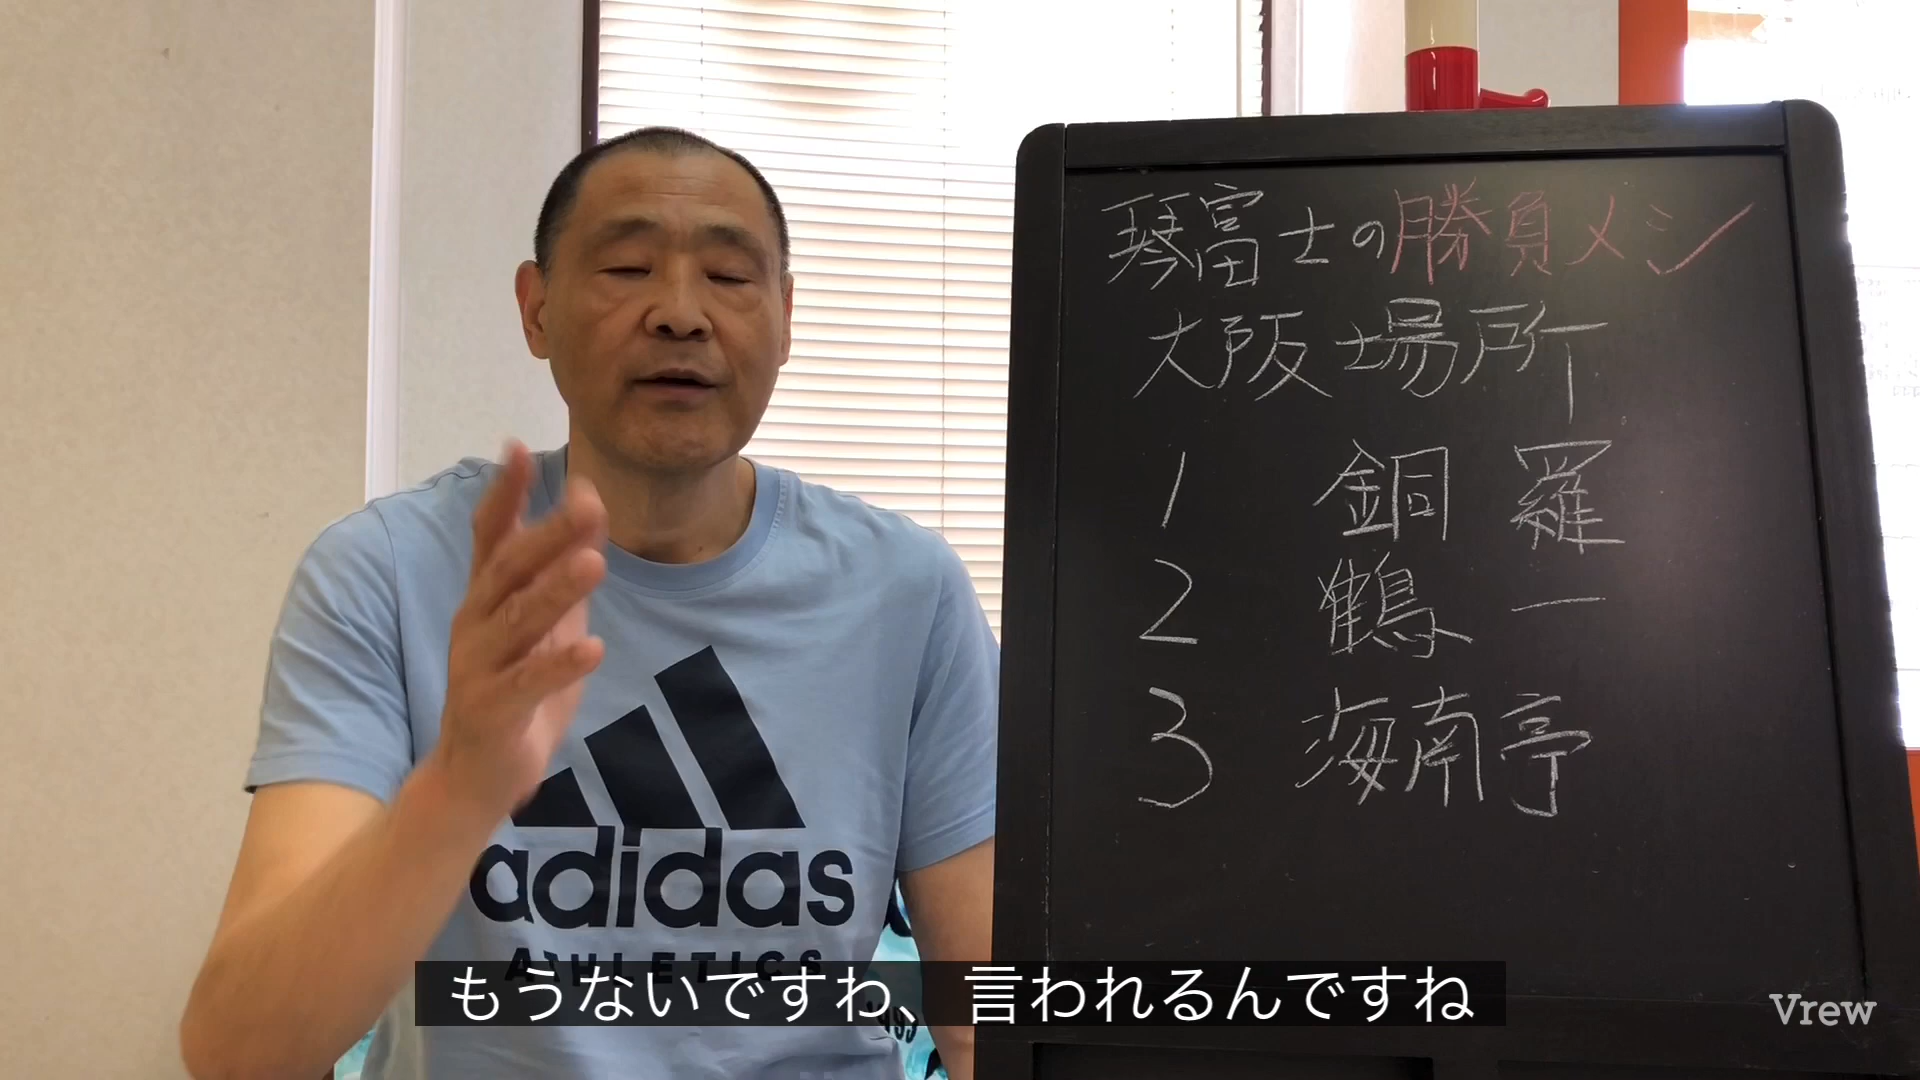 琴富士の勝負メシ
大阪場所
1 銅羅
2 鶴一
3 海南亭
adidas
ATHLETICS
もうないですわ、言われるんですね
Vrew